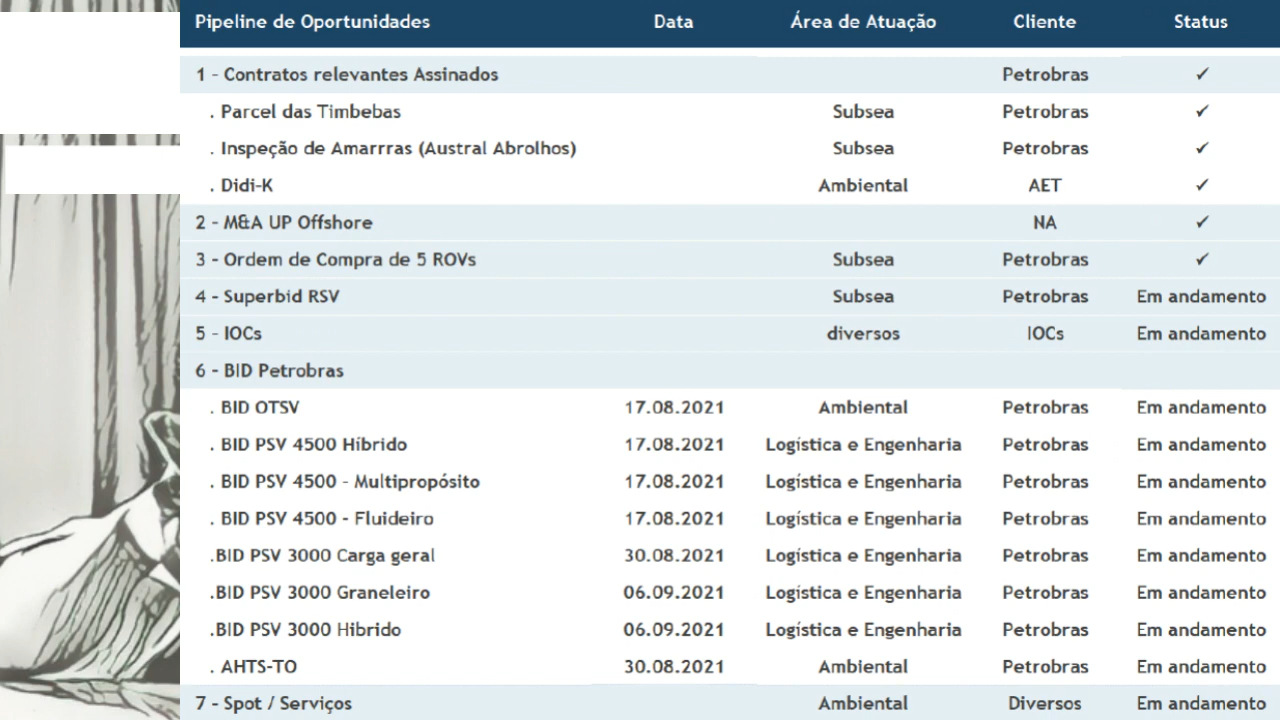 Pipeline de Oportunidades Data Área de Atuação Cliente Status
1 - Contratos relevantes Assinados Petrobras ✓
. Parcel das Timbebas Subsea Petrobras ✓
. Inspeção de Amarrras (Austral Abrolhos) Subsea Petrobras ✓
. Didi-K Ambiental AET ✓
2 - M&A UP Offshore NA ✓
3 - Ordem de Compra de 5 ROVs Subsea Petrobras ✓
4 - Superbid RSV Subsea Petrobras Em andamento
5 - IOCs diversos IOCs Em andamento
6 - BID Petrobras
. BID OTSV 17.08.2021 Ambiental Petrobras Em andamento
. BID PSV 4500 Híbrido 17.08.2021 Logística e Engenharia Petrobras Em andamento
. BID PSV 4500 - Multipropósito 17.08.2021 Logística e Engenharia Petrobras Em andamento
. BID PSV 4500 - Fluideiro 17.08.2021 Logística e Engenharia Petrobras Em andamento
.BID PSV 3000 Carga geral 30.08.2021 Logística e Engenharia Petrobras Em andamento
.BID PSV 3000 Graneleiro 06.09.2021 Logística e Engenharia Petrobras Em andamento
.BID PSV 3000 Hibrido 06.09.2021 Logística e Engenharia Petrobras Em andamento
. AHTS-TO 30.08.2021 Ambiental Petrobras Em andamento
7 - Spot / Serviços Ambiental Diversos Em andamento